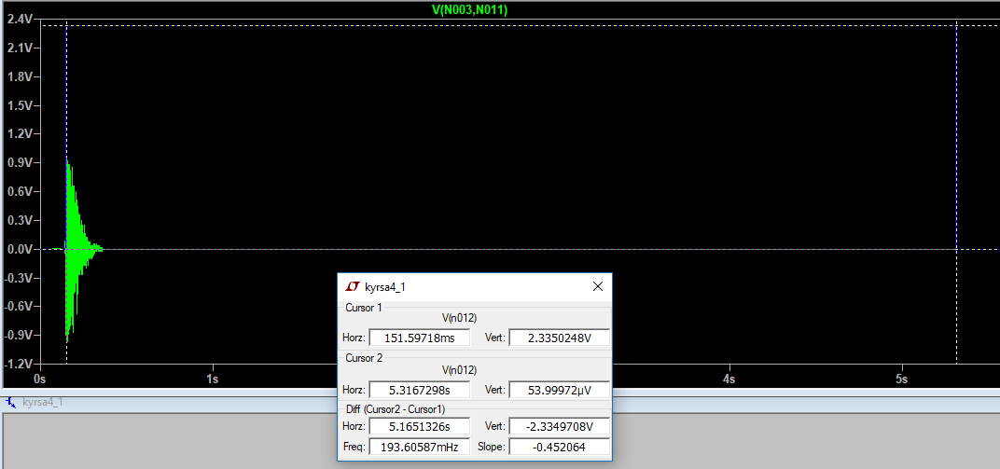 V(N003,N011)
2.4V
2.1V
1.8V
1.5V
1.2V
0.9V
0.6V
0.3V
0.0V
-0.3V
-0.6V
-0.9V
-1.2V
0s 1s 4s 5s
kyrsa4_1
Cursor 1
V(n012)
Horz: 151.59718ms Vert: 2.3350248V
Cursor 2
V(n012)
Horz: 5.3167298s Vert: 53.99972µV
Diff (Cursor2 - Cursor1)
Horz: 5.1651326s Vert: -2.3349708V
Freq: 193.60587mHz Slope: -0.452064
kyrsa4_1